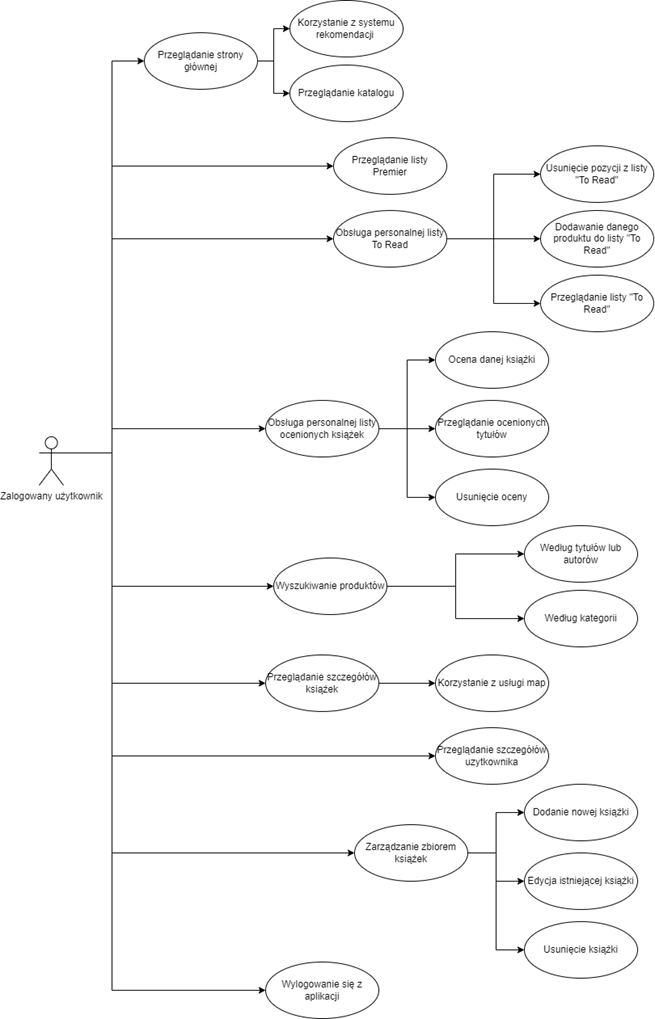 Korzystanie z systemu
rekomendacji
Przeglądanie strony
głównej
Przeglądanie katalogu
Przeglądanie listy
Premier
Usunięcie pozycji z listy
"To Read"
Obsługa personalnej listy
To Read
Dodawanie danego
produktu do listy "To
Read"
Przeglądanie listy "To
Read"
Ocena danej książki
Obsługa personalnej listy
ocenionych książek
Przeglądanie ocenionych
tytułów
Usunięcie oceny
Zalogowany użytkownik
Według tytułów lub
autorów
Wyszukiwanie produktów
Według kategorii
Przeglądanie szczegółów
książek
Korzystanie z usługi map
Przeglądanie szczegółów
uzytkownika
Dodanie nowej książki
Zarządzanie zbiorem
książek
Edycja istniejącej książki
Usunięcie książki
Wylogowanie się z
aplikacji